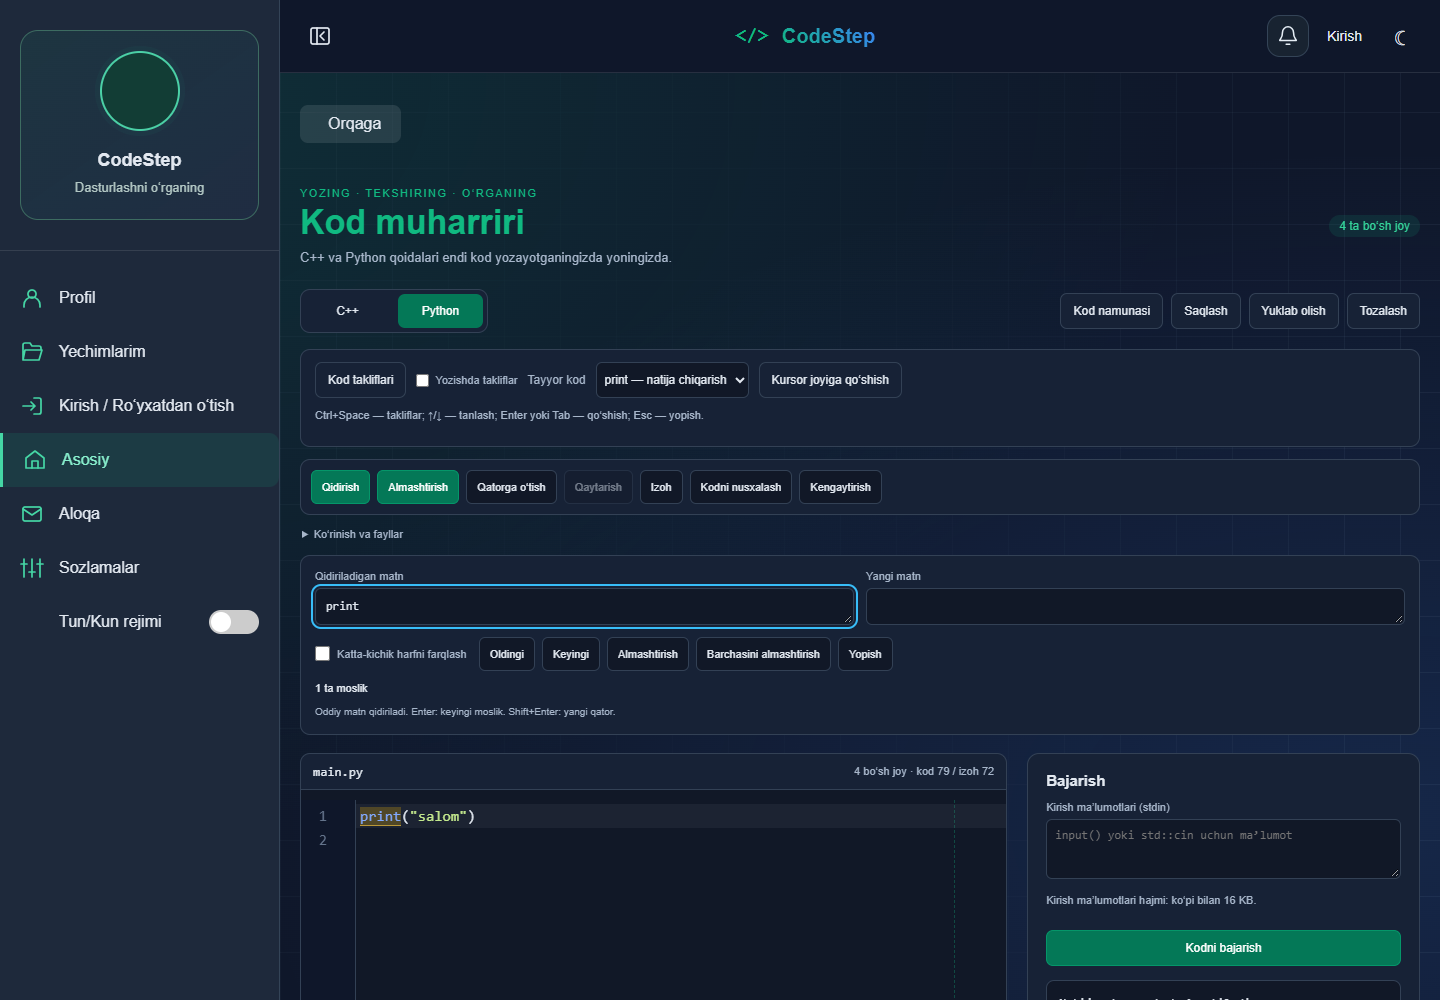 CodeStep
Dasturlashni o‘rganing
Profil
Yechimlarim
Kirish / Ro‘yxatdan o‘tish
Asosiy
Aloqa
Sozlamalar
Tun/Kun rejimi
</> CodeStep
Kirish
Orqaga
YOZING · TEKSHIRING · O‘RGANING
Kod muharriri
4 ta bo‘sh joy
C++ va Python qoidalari endi kod yozayotganingizda yoningizda.
C++ Python
Kod namunasi Saqlash Yuklab olish Tozalash
Kod takliflari Yozishda takliflar Tayyor kod print — natija chiqarish Kursor joyiga qo‘shish
Ctrl+Space — takliflar; ↑/↓ — tanlash; Enter yoki Tab — qo‘shish; Esc — yopish.
Qidirish Almashtirish Qatorga o‘tish Qaytarish Izoh Kodni nusxalash Kengaytirish
Ko‘rinish va fayllar
Qidiriladigan matn
print
Yangi matn
Katta-kichik harfni farqlash Oldingi Keyingi Almashtirish Barchasini almashtirish Yopish
1 ta moslik
Oddiy matn qidiriladi. Enter: keyingi moslik. Shift+Enter: yangi qator.
main.py 4 bo‘sh joy · kod 79 / izoh 72
1 print("salom")
2
Bajarish
Kirish ma’lumotlari (stdin)
input() yoki std::cin uchun ma’lumot
Kirish ma’lumotlari hajmi: ko‘pi bilan 16 KB.
Kodni bajarish